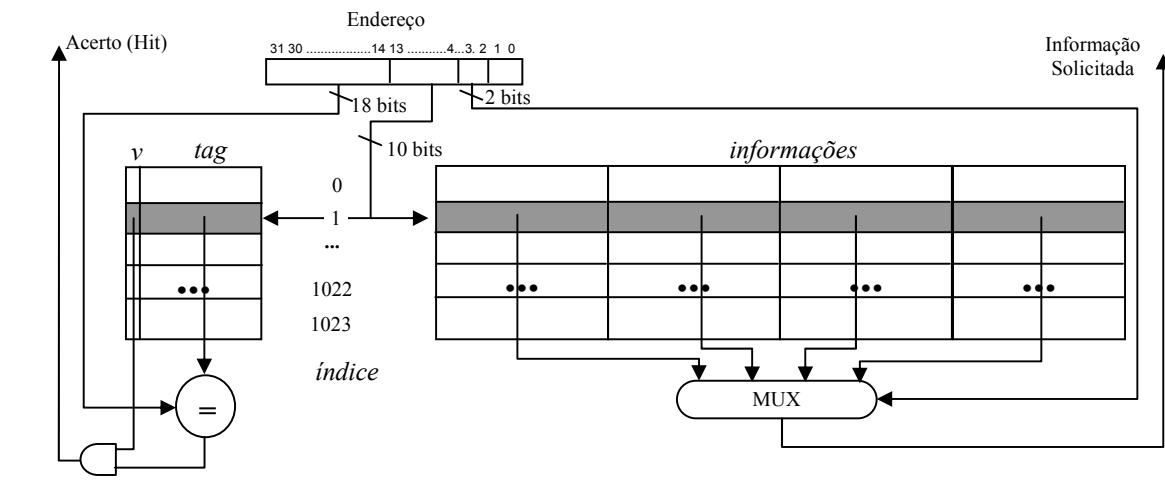 Endereço
Acerto (Hit)
31 30 ..................14 13 ...........4...3. 2 1 0
Informação
Solicitada
18 bits
2 bits
10 bits
v tag
informações
0
1
...
1022
1023
índice
=
MUX